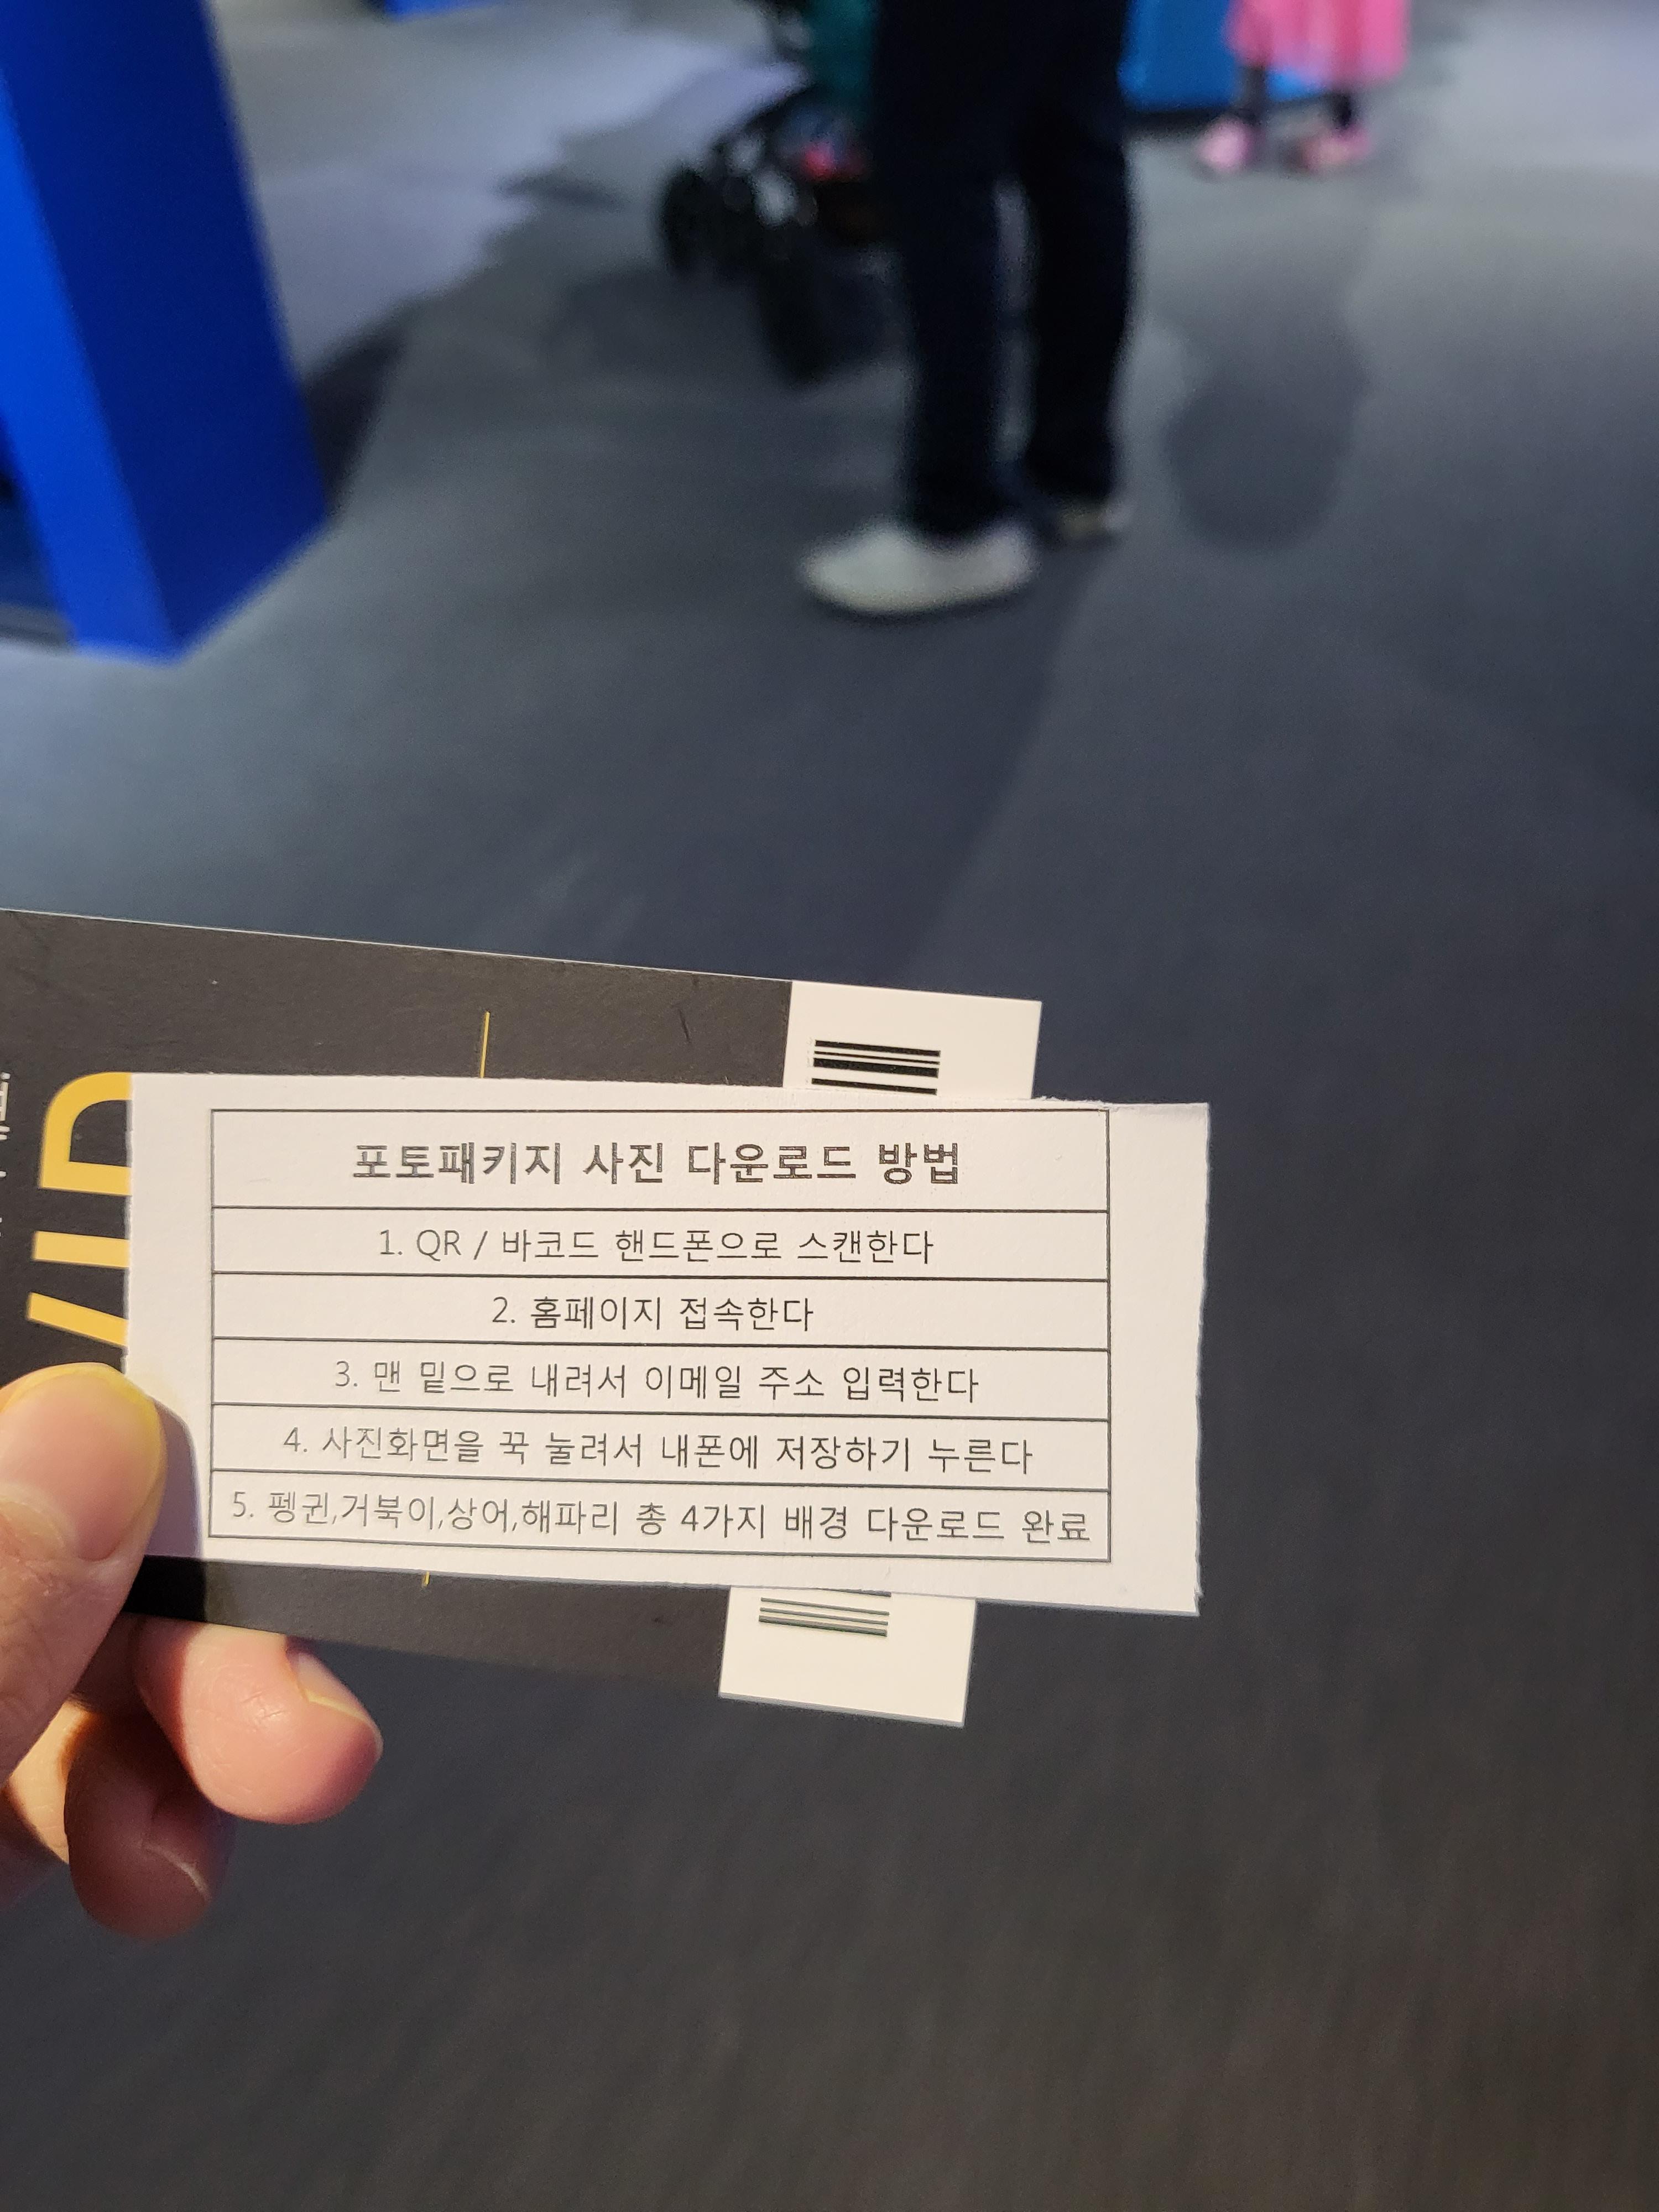 포토패키지 사진 다운로드 방법
1. QR / 바코드 핸드폰으로 스캔한다
2. 홈페이지 접속한다
3. 맨 밑으로 내려서 이메일 주소 입력한다
4. 사진화면을 꾹 눌려서 내폰에 저장하기 누른다
5. 펭귄,거북이,상어,해파리 총 4가지 배경 다운로드 완료